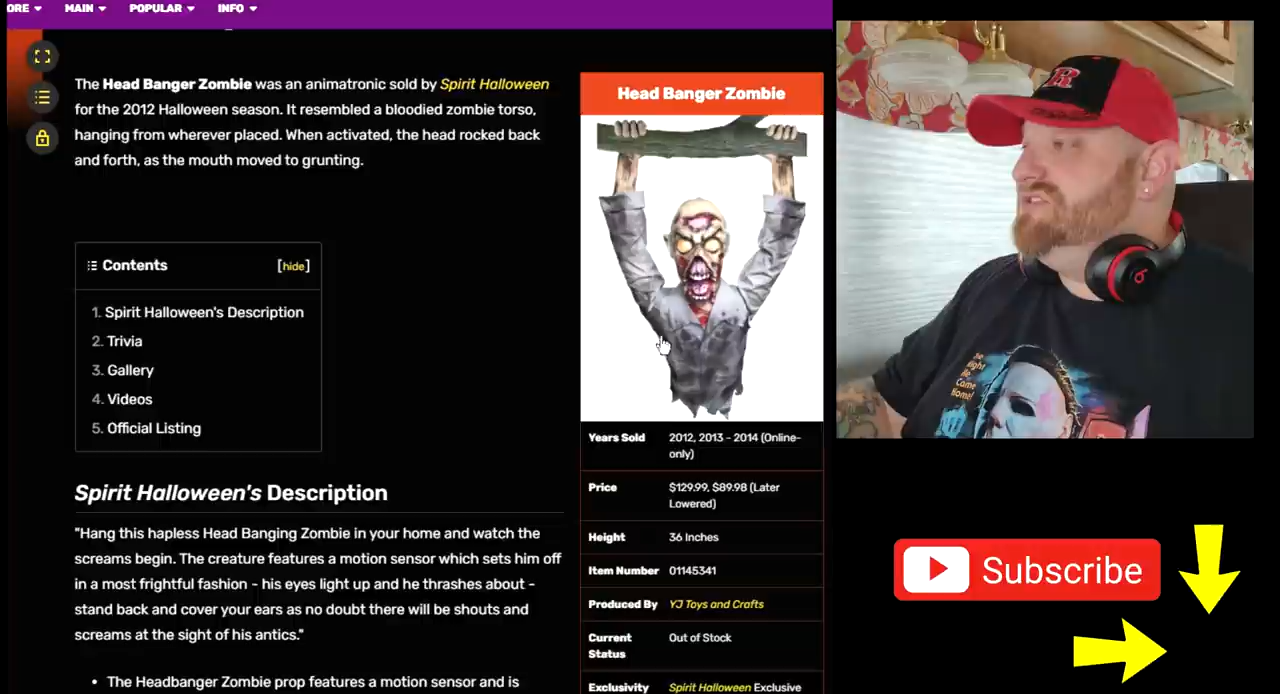 ORE
MAIN
POPULAR
INFO
The Head Banger Zombie was an animatronic sold by Spirit Halloween
for the 2012 Halloween season. It resembled a bloodied zombie torso,
hanging from wherever placed. When activated, the head rocked back
and forth, as the mouth moved to grunting.
Contents [hide]
1. Spirit Halloween's Description
2. Trivia
3. Gallery
4. Videos
5. Official Listing
Spirit Halloween's Description
"Hang this hapless Head Banging Zombie in your home and watch the
screams begin. The creature features a motion sensor which sets him off
in a most frightful fashion - his eyes light up and he thrashes about -
stand back and cover your ears as no doubt there will be shouts and
screams at the sight of his antics."
• The Headbanger Zombie prop features a motion sensor and is
Head Banger Zombie
Years Sold 2012, 2013 - 2014 (Online-
only)
Price $129.99, $89.98 (Later
Lowered)
Height 36 Inches
Item Number 01145341
Produced By YJ Toys and Crafts
Current Out of Stock
Status
Exclusivity Spirit Halloween Exclusive
R
The
Night
He
Came
Home!
Subscribe